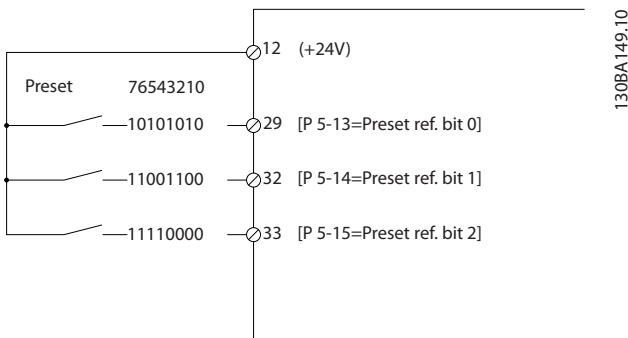 12 (+24V)
Preset 76543210
10101010 29 [P 5-13=Preset ref. bit 0]
11001100 32 [P 5-14=Preset ref. bit 1]
11110000 33 [P 5-15=Preset ref. bit 2]
130BA149.10